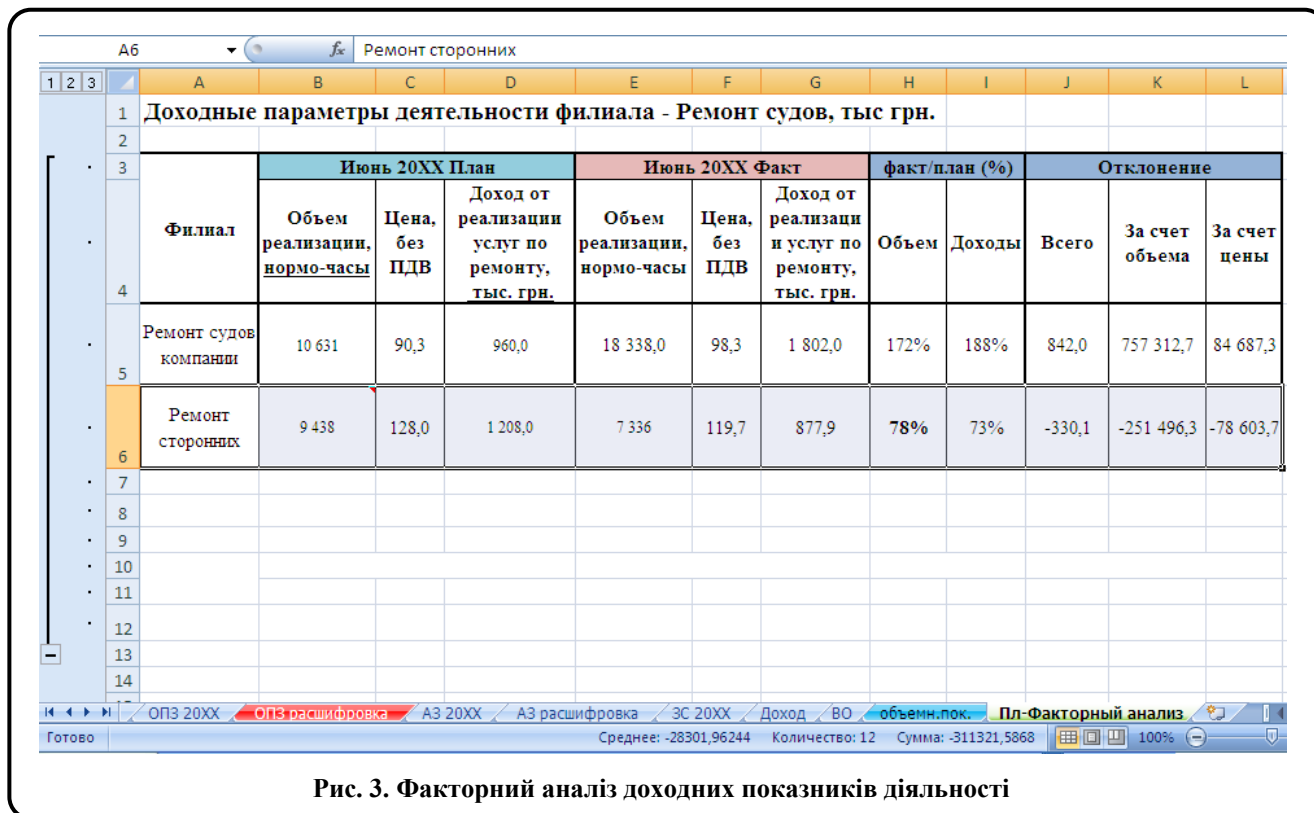 A6 fx Ремонт сторонних
1 2 3 A B C D E F G H I J K L
1 Доходные параметры деятельности филиала - Ремонт судов, тыс грн.
2
3 Филиал Июнь 20XX План Июнь 20XX Факт факт/план (%) Отклонение
4 Объем реализации, нормо-часы Цена, без ПДВ Доход от реализации услуг по ремонту, тыс. грн. Объем реализации, нормо-часы Цена, без ПДВ Доход от реализаци и услуг по ремонту, тыс. грн. Объем Доходы Всего За счет объема За счет цены
5 Ремонт судов компании 10 631 90,3 960,0 18 338,0 98,3 1 802,0 172% 188% 842,0 757 312,7 84 687,3
6 Ремонт сторонних 9 438 128,0 1 208,0 7 336 119,7 877,9 78% 73% -330,1 -251 496,3 -78 603,7
7
8
9
10
11
12
13
14
ОПЗ 20XX ОПЗ расшифровка АЗ 20XX АЗ расшифровка ЗС 20XX Доход ВО объемн.пок. Пл-Факторный анализ
Готово Среднее: -28301,96244 Количество: 12 Сумма: -311321,5868 100%
Рис. 3. Факторний аналіз доходних показників діяльності